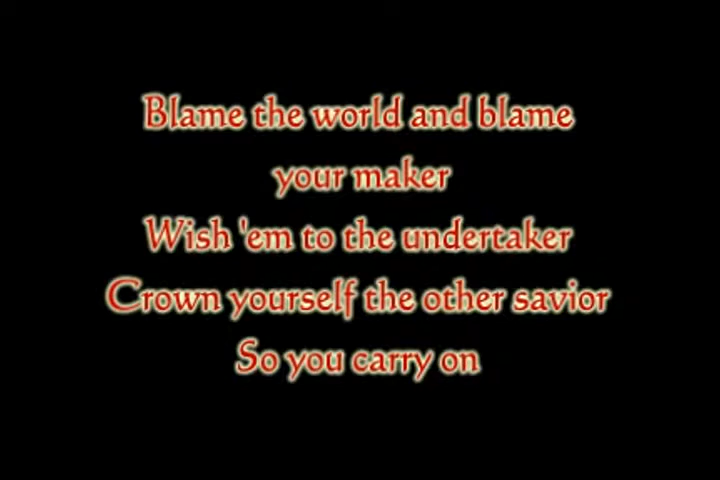 Blame the world and blame
your maker
Wish 'em to the undertaker
Crown yourself the other savior
So you carry on